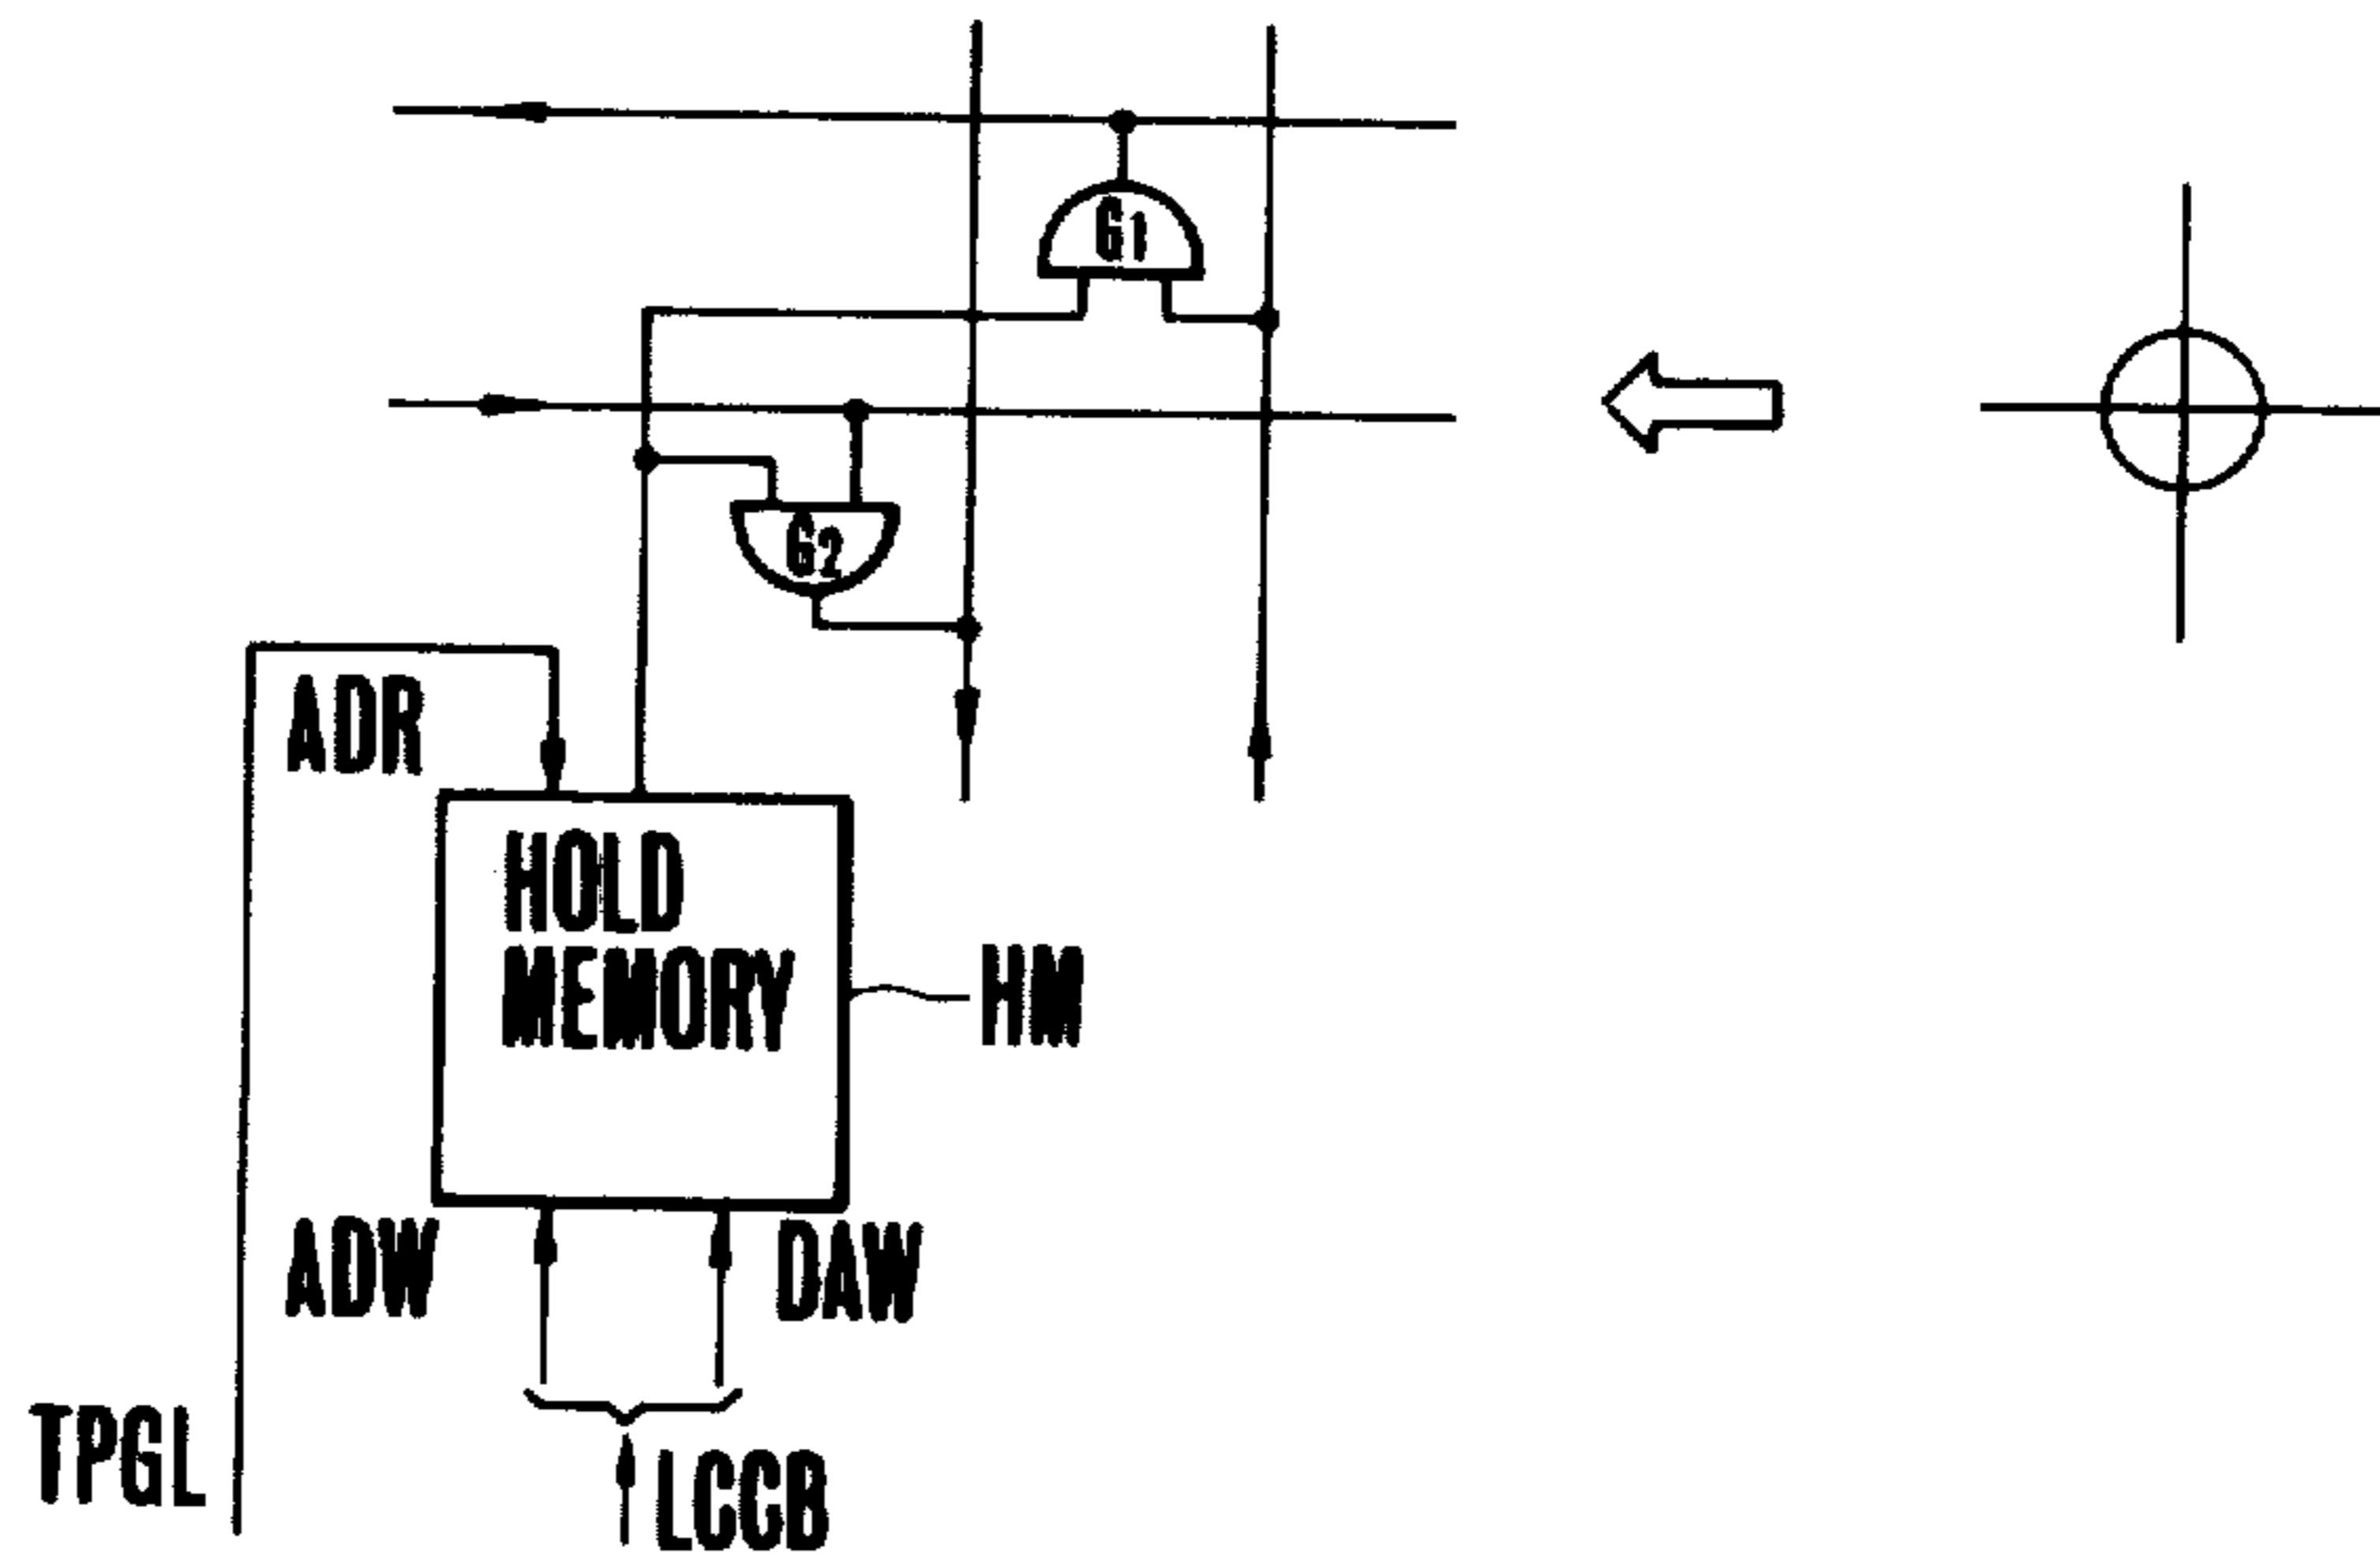 G1
G2
ADR
HOLD
MEMORY
HM
ADW
DAW
TPGL
LCCB